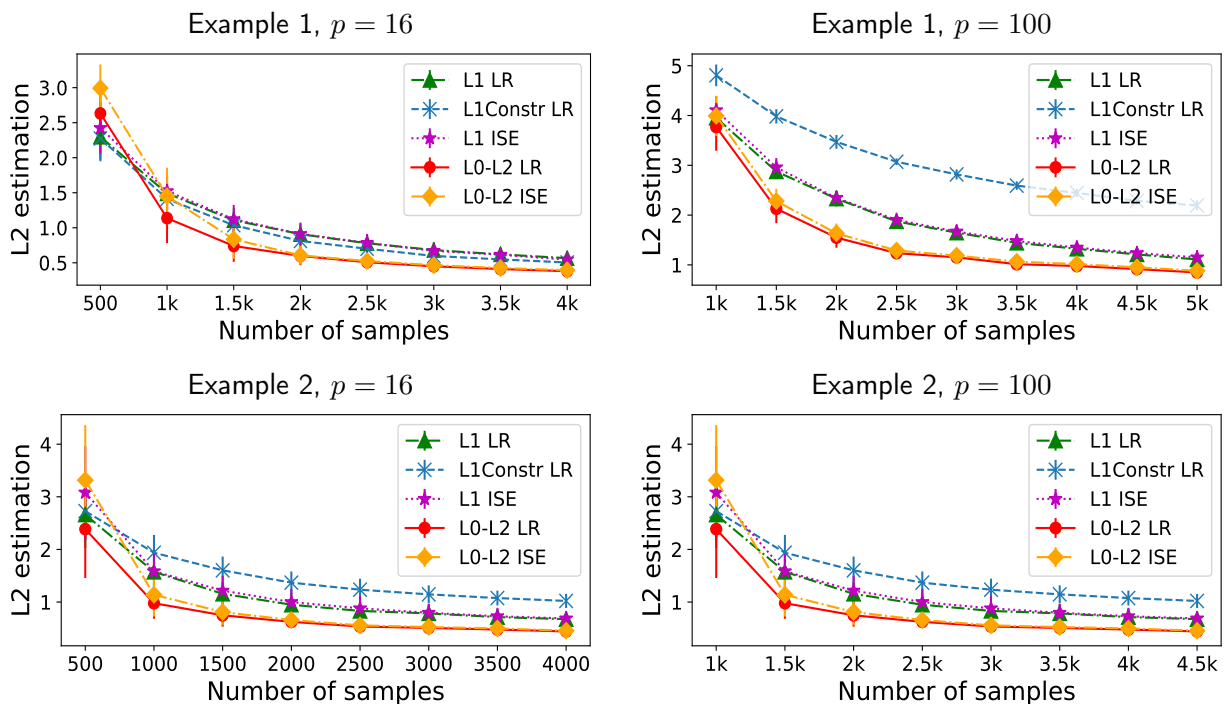 Example 1, p = 16
L2 estimation
3.0
2.5
2.0
1.5
1.0
0.5
L1 LR
L1Constr LR
L1 ISE
L0-L2 LR
L0-L2 ISE
500 1k 1.5k 2k 2.5k 3k 3.5k 4k
Number of samples
Example 1, p = 100
L2 estimation
5
4
3
2
1
L1 LR
L1Constr LR
L1 ISE
L0-L2 LR
L0-L2 ISE
1k 1.5k 2k 2.5k 3k 3.5k 4k 4.5k 5k
Number of samples
Example 2, p = 16
L2 estimation
4
3
2
1
L1 LR
L1Constr LR
L1 ISE
L0-L2 LR
L0-L2 ISE
500 1000 1500 2000 2500 3000 3500 4000
Number of samples
Example 2, p = 100
L2 estimation
4
3
2
1
L1 LR
L1Constr LR
L1 ISE
L0-L2 LR
L0-L2 ISE
1k 1.5k 2k 2.5k 3k 3.5k 4k 4.5k
Number of samples